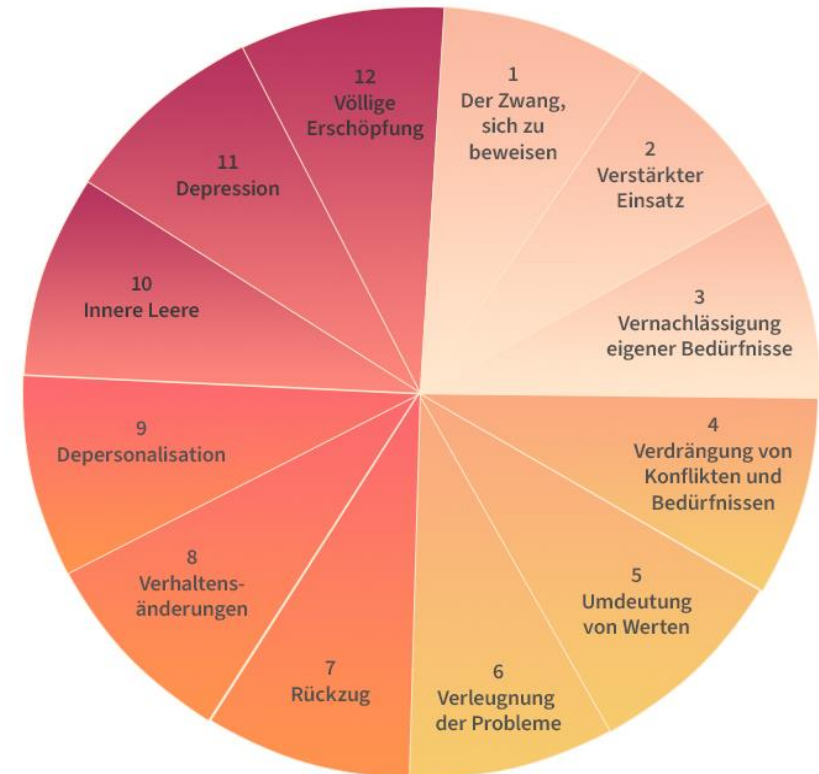 1
Der Zwang,
sich zu
beweisen
2
Verstärkter
Einsatz
3
Vernachlässigung
eigener Bedürfnisse
4
Verdrängung von
Konflikten und
Bedürfnissen
5
Umdeutung
von Werten
6
Verleugnung
der Probleme
7
Rückzug
8
Verhaltens-
änderungen
9
Depersonalisation
10
Innere Leere
11
Depression
12
Völlige
Erschöpfung